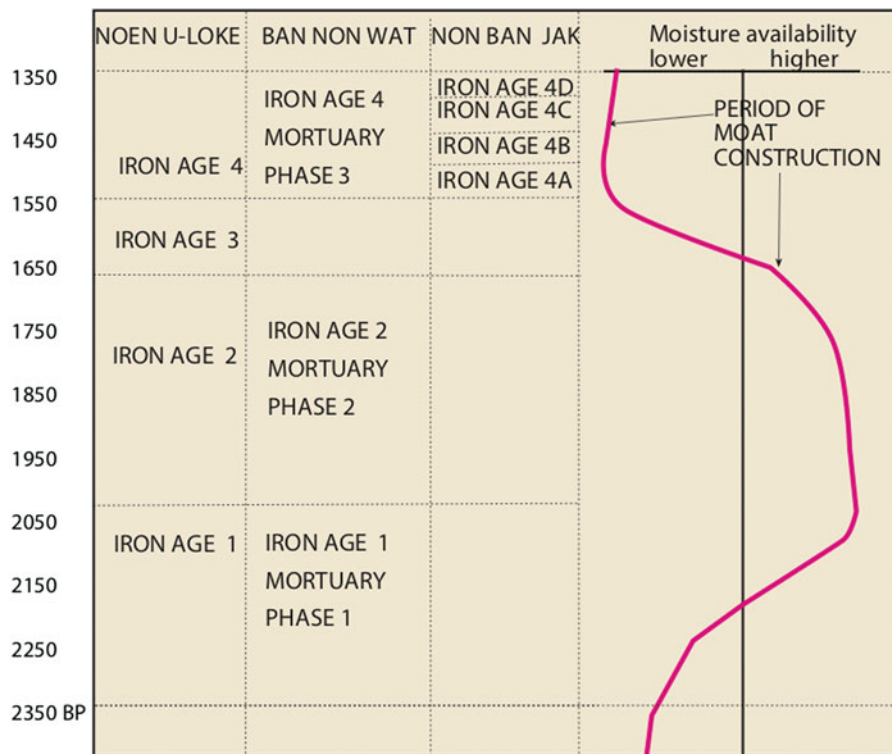 NOEN U-LOKE
BAN NON WAT
NON BAN JAK
Moisture availability
lower
higher
1350
1450
1550
1650
1750
1850
1950
2050
2150
2250
2350 BP
IRON AGE 4
IRON AGE 3
IRON AGE 2
IRON AGE 1
IRON AGE 4
MORTUARY
PHASE 3
IRON AGE 2
MORTUARY
PHASE 2
IRON AGE 1
MORTUARY
PHASE 1
IRON AGE 4D
IRON AGE 4C
IRON AGE 4B
IRON AGE 4A
PERIOD OF
MOAT
CONSTRUCTION